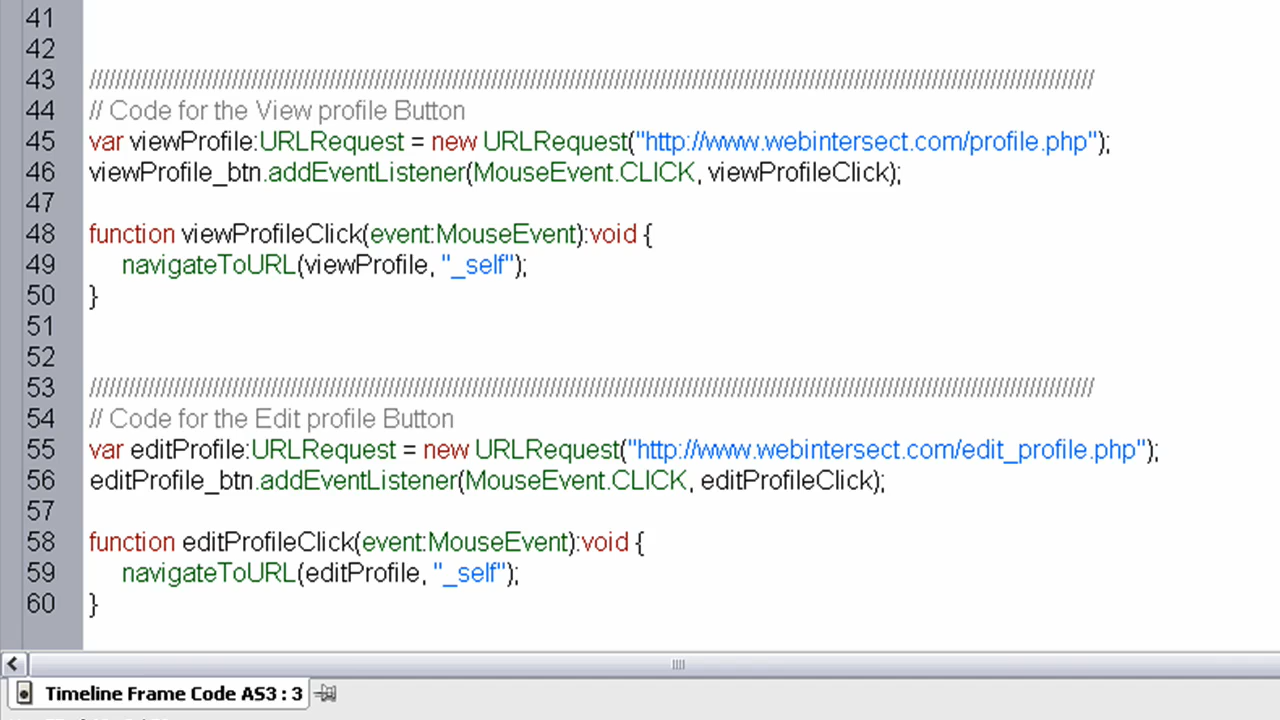 41
42
43 ////////////////////////////////////////////////////////////////////////////////////////////////////////////////////////////////////////////////////////
44 // Code for the View profile Button
45 var viewProfile:URLRequest = new URLRequest("http://www.webintersect.com/profile.php");
46 viewProfile_btn.addEventListener(MouseEvent.CLICK, viewProfileClick);
47
48 function viewProfileClick(event:MouseEvent):void {
49 navigateToURL(viewProfile, "_self");
50 }
51
52
53 ////////////////////////////////////////////////////////////////////////////////////////////////////////////////////////////////////////////////////////
54 // Code for the Edit profile Button
55 var editProfile:URLRequest = new URLRequest("http://www.webintersect.com/edit_profile.php");
56 editProfile_btn.addEventListener(MouseEvent.CLICK, editProfileClick);
57
58 function editProfileClick(event:MouseEvent):void {
59 navigateToURL(editProfile, "_self");
60 }
Timeline Frame Code AS3 : 3